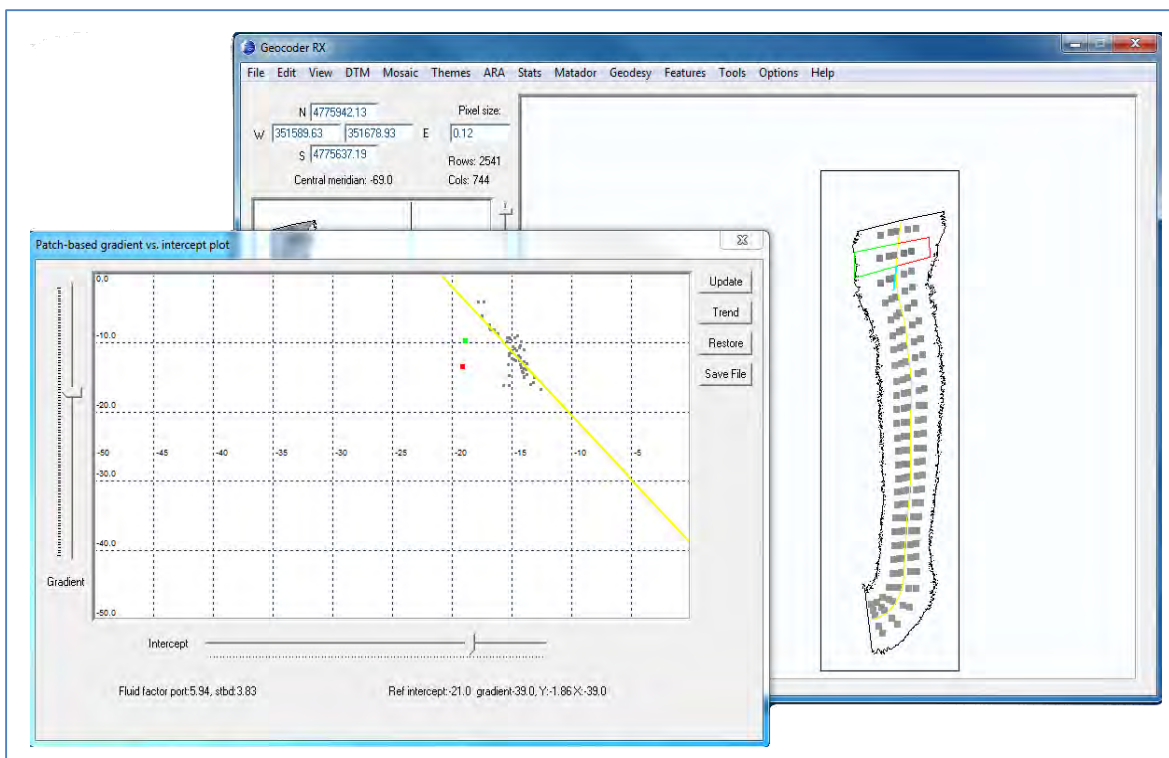 Geocoder RX
File Edit View DTM Mosaic Themes ARA Stats Matador Geodesy Features Tools Options Help
N 4775942.13 Pixel size:
W 351589.63 351678.93 E 0.12
S 4775637.19 Rows: 2541
Central meridian: -69.0 Cols: 744
Patch-based gradient vs. intercept plot
0.0
Update
Trend
-10.0
Restore
Save File
-20.0
-50 -45 -40 -35 -30 -25 -20 -15 -10 -5
-30.0
-40.0
Gradient
-50.0
Intercept
Fluid factor port:5.94, stbd:3.83 Ref intercept:-21.0 gradient-39.0, Y:-1.86 X:-39.0